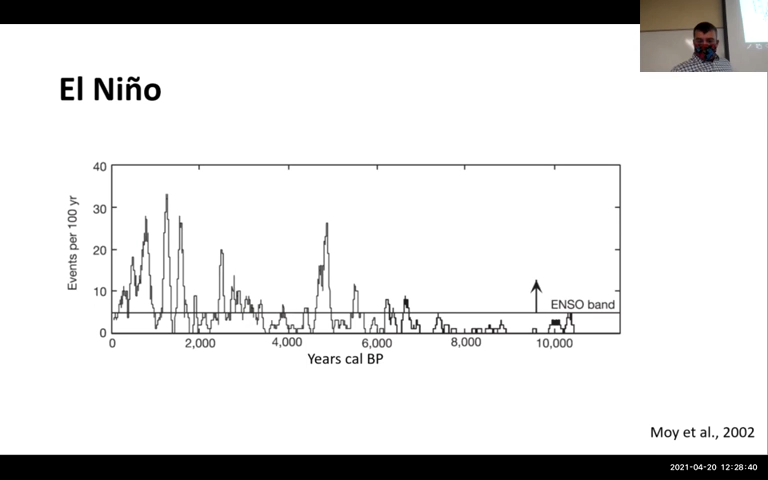 El Niño
40
30
20
10
0
Events per 100 yr
ENSO band
0 2,000 4,000 6,000 8,000 10,000
Years cal BP
Moy et al., 2002
2021-04-20 12:28:40